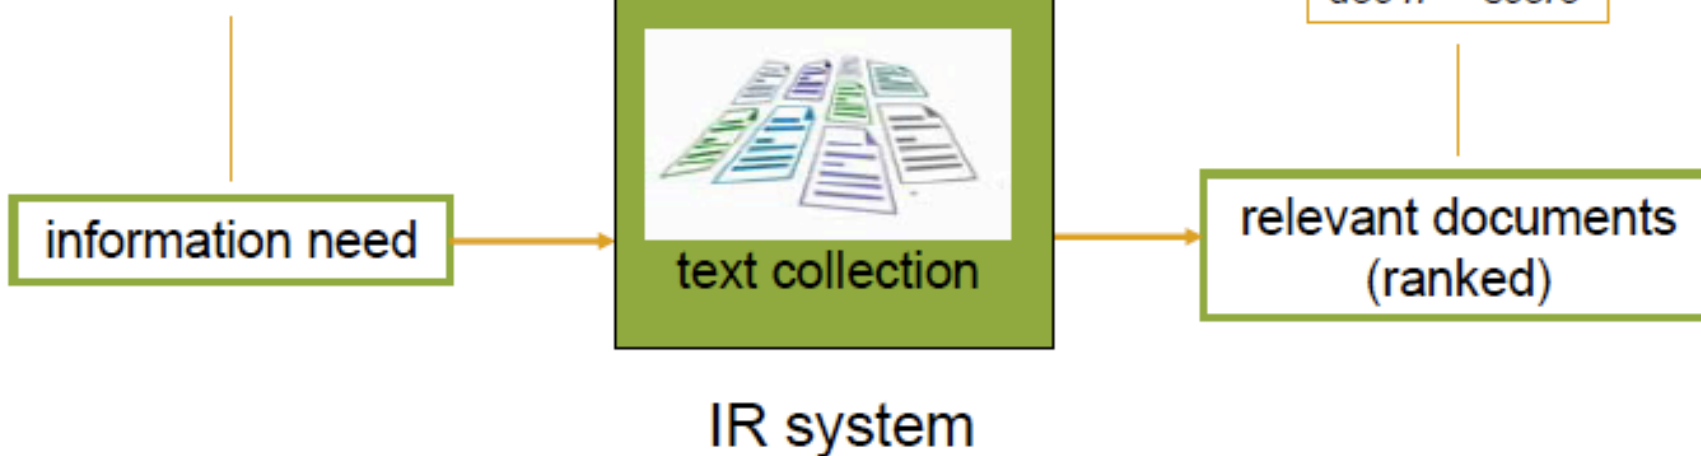 information need
text collection
relevant documents
(ranked)
IR system